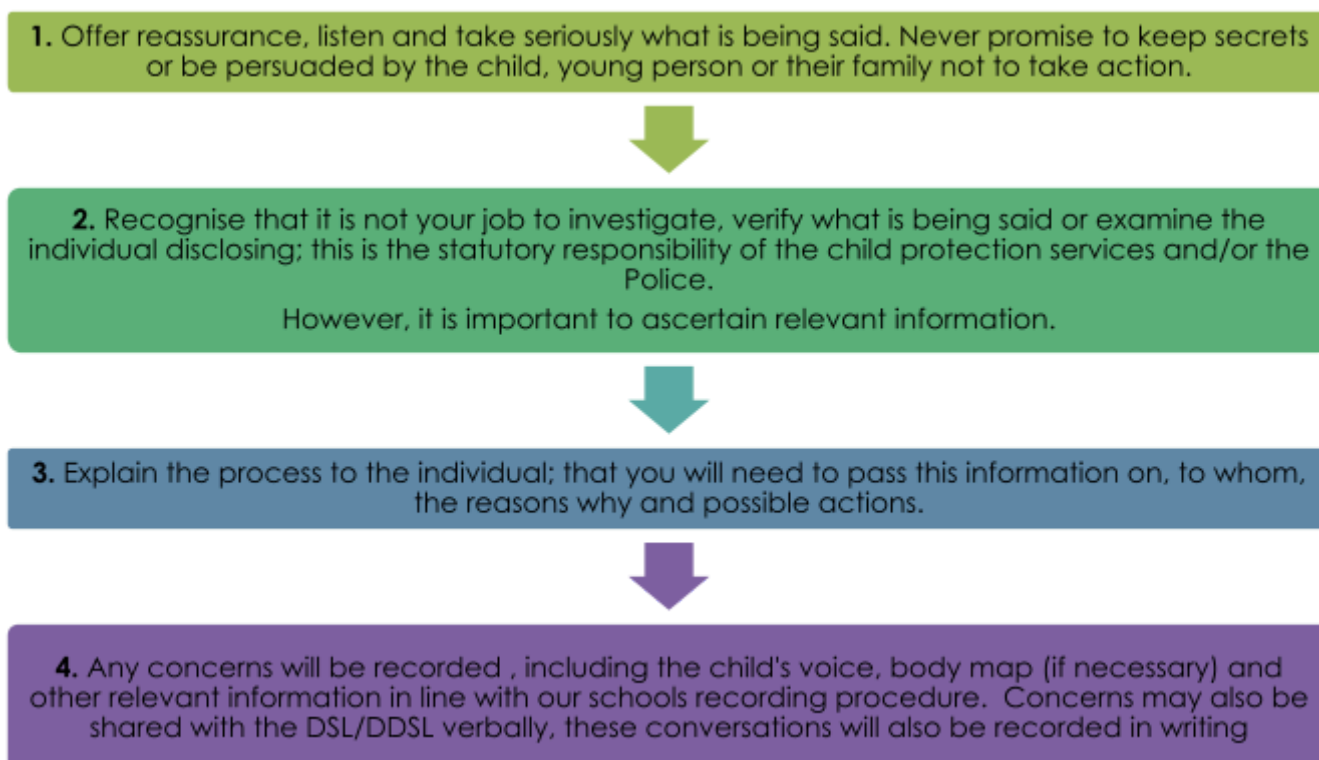 1. Offer reassurance, listen and take seriously what is being said. Never promise to keep secrets
or be persuaded by the child, young person or their family not to take action.
2. Recognise that it is not your job to investigate, verify what is being said or examine the
individual disclosing; this is the statutory responsibility of the child protection services and/or the
Police.
However, it is important to ascertain relevant information.
3. Explain the process to the individual; that you will need to pass this information on, to whom,
the reasons why and possible actions.
4. Any concerns will be recorded , including the child's voice, body map (if necessary) and
other relevant information in line with our schools recording procedure.  Concerns may also be
shared with the DSL/DDSL verbally, these conversations will also be recorded in writing